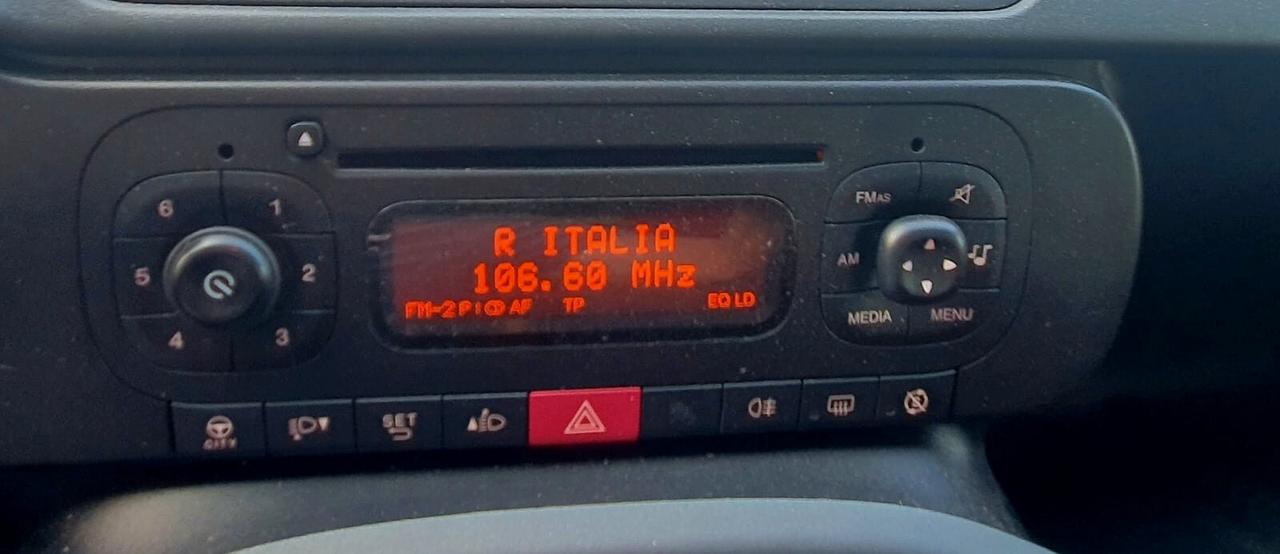 6 1
5 2
4 3
R ITALIA
106.60 MHz
FM-2 P1 AF TP EQ LD
FMAS
AM
MEDIA MENU
CITY
SET